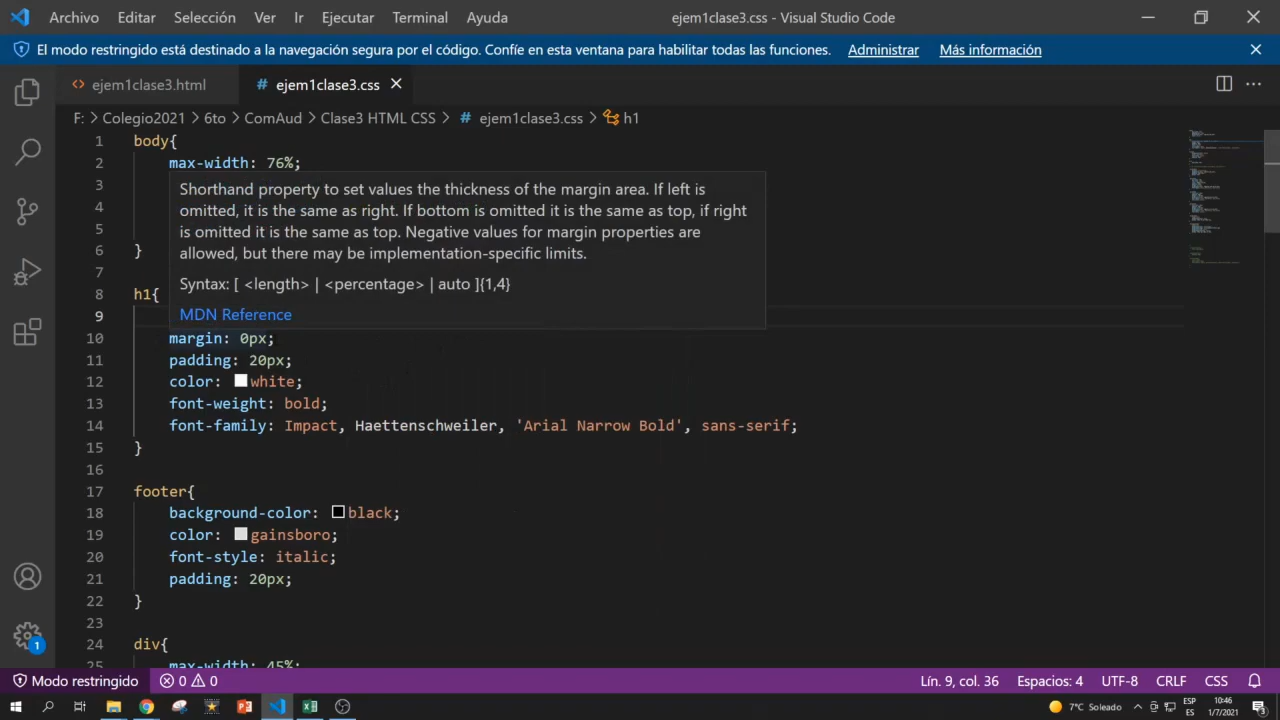 Archivo Editar Selección Ver Ir Ejecutar Terminal Ayuda ejem1clase3.css - Visual Studio Code
El modo restringido está destinado a la navegación segura por el código. Confíe en esta ventana para habilitar todas las funciones. Administrar Más información
ejem1clase3.html # ejem1clase3.css
F: > Colegio2021 > 6to > ComAud > Clase3 HTML CSS > # ejem1clase3.css > h1
1 body{
2 max-width: 76%;
3
4
5
6 }
7
Shorthand property to set values the thickness of the margin area. If left is
omitted, it is the same as right. If bottom is omitted it is the same as top, if right
is omitted it is the same as top. Negative values for margin properties are
allowed, but there may be implementation-specific limits.
Syntax: [ <length> | <percentage> | auto ]{1,4}
MDN Reference
8 h1{
9
10 margin: 0px;
11 padding: 20px;
12 color: white;
13 font-weight: bold;
14 font-family: Impact, Haettenschweiler, 'Arial Narrow Bold', sans-serif;
15 }
16
17 footer{
18 background-color: black;
19 color: gainsboro;
20 font-style: italic;
21 padding: 20px;
22 }
23
24 div{
25 max-width: 45%;
Modo restringido 0 0 Lín. 9, col. 36 Espacios: 4 UTF-8 CRLF CSS
7°C Soleado ESP ES 10:46 1/7/2021